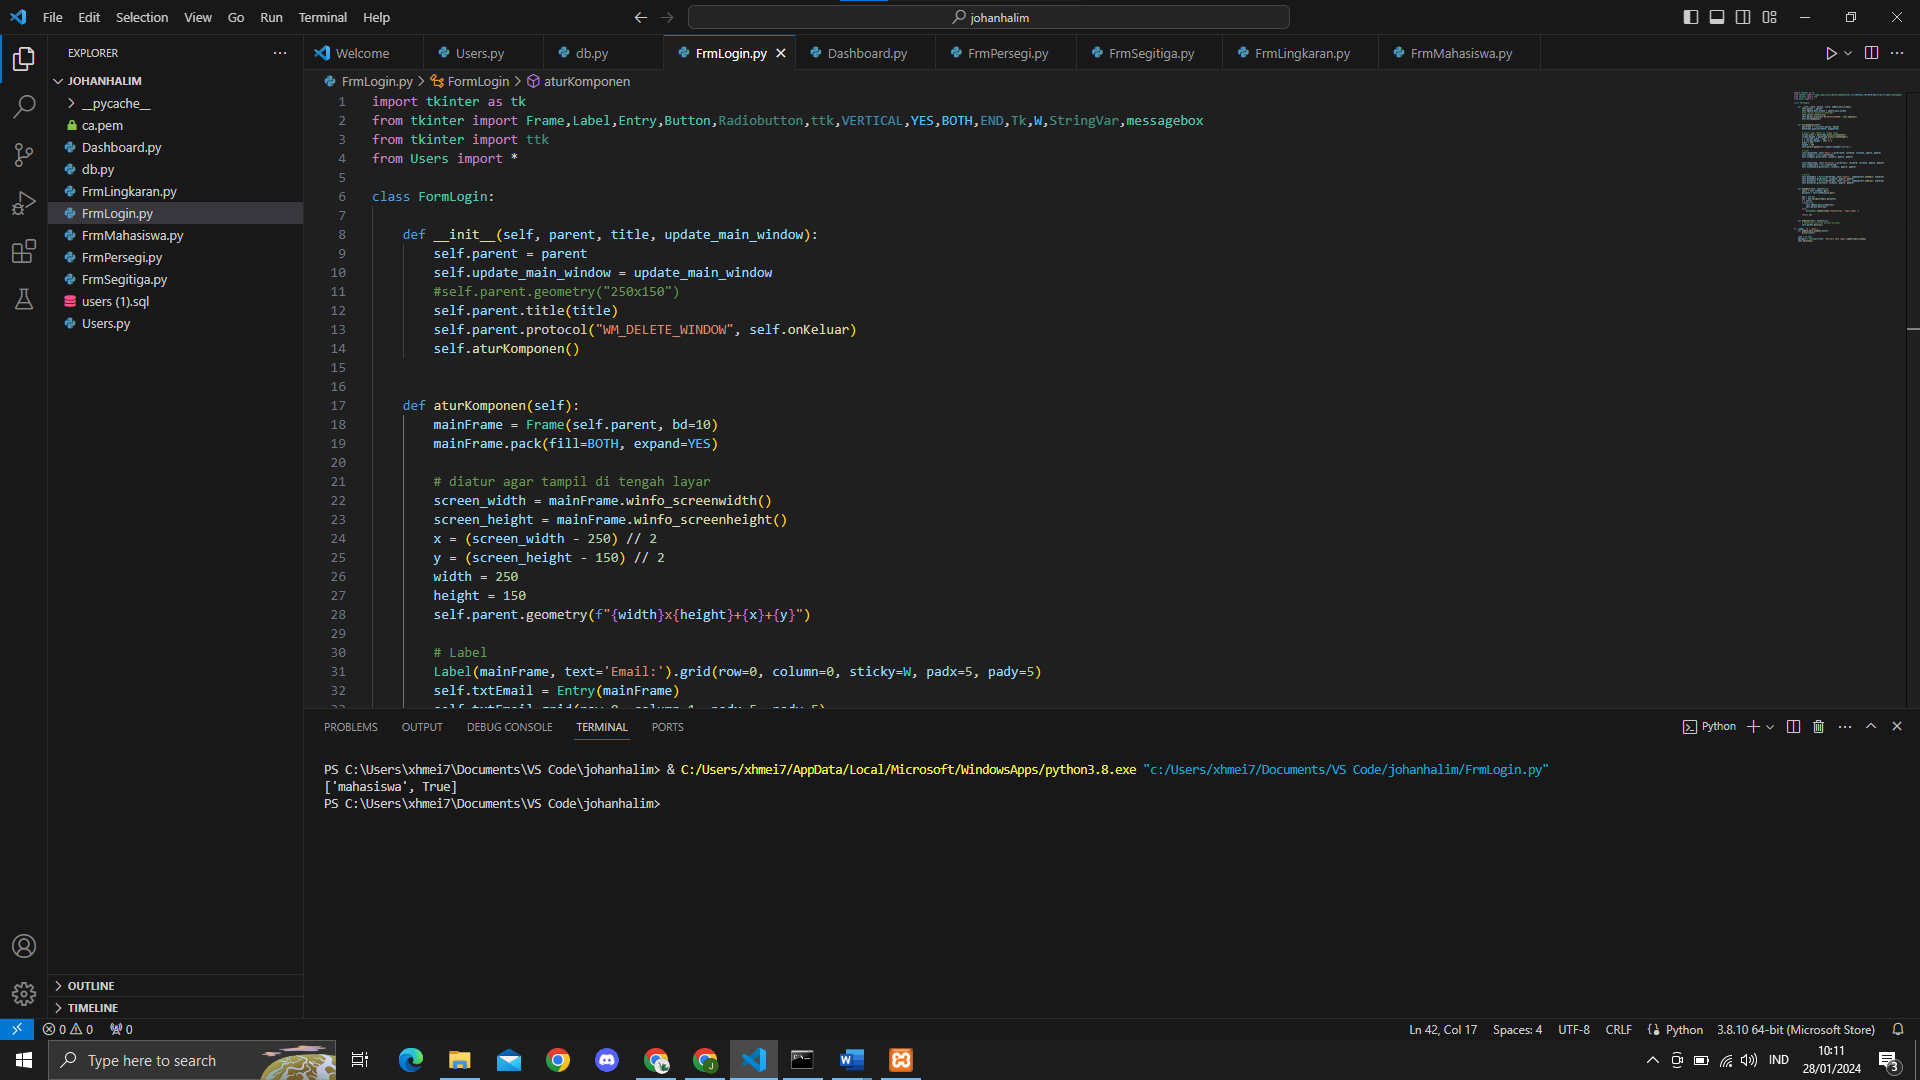 File Edit Selection View Go Run Terminal Help
johanhalim
EXPLORER
JOHANHALIM
__pycache__
ca.pem
Dashboard.py
db.py
FrmLingkaran.py
FrmLogin.py
FrmMahasiswa.py
FrmPersegi.py
FrmSegitiga.py
users (1).sql
Users.py
OUTLINE
TIMELINE
Welcome Users.py db.py FrmLogin.py Dashboard.py FrmPersegi.py FrmSegitiga.py FrmLingkaran.py FrmMahasiswa.py
FrmLogin.py > FormLogin > aturKomponen
1 import tkinter as tk
2 from tkinter import Frame,Label,Entry,Button,Radiobutton,ttk,VERTICAL,YES,BOTH,END,Tk,W,StringVar,messagebox
3 from tkinter import ttk
4 from Users import *
5
6 class FormLogin:
7
8 def __init__(self, parent, title, update_main_window):
9 self.parent = parent
10 self.update_main_window = update_main_window
11 #self.parent.geometry("250x150")
12 self.parent.title(title)
13 self.parent.protocol("WM_DELETE_WINDOW", self.onKeluar)
14 self.aturKomponen()
15
16
17 def aturKomponen(self):
18 mainFrame = Frame(self.parent, bd=10)
19 mainFrame.pack(fill=BOTH, expand=YES)
20
21 # diatur agar tampil di tengah layar
22 screen_width = mainFrame.winfo_screenwidth()
23 screen_height = mainFrame.winfo_screenheight()
24 x = (screen_width - 250) // 2
25 y = (screen_height - 150) // 2
26 width = 250
27 height = 150
28 self.parent.geometry(f"{width}x{height}+{x}+{y}")
29
30 # Label
31 Label(mainFrame, text='Email:').grid(row=0, column=0, sticky=W, padx=5, pady=5)
32 self.txtEmail = Entry(mainFrame)
33 self.txtEmail.grid(row=0, column=1, padx=5, pady=5)
PROBLEMS OUTPUT DEBUG CONSOLE TERMINAL PORTS
Python
PS C:\Users\xhmei7\Documents\VS Code\johanhalim> & C:/Users/xhmei7/AppData/Local/Microsoft/WindowsApps/python3.8.exe "c:/Users/xhmei7/Documents/VS Code/johanhalim/FrmLogin.py"
['mahasiswa', True]
PS C:\Users\xhmei7\Documents\VS Code\johanhalim>
0 0 0
Ln 42, Col 17 Spaces: 4 UTF-8 CRLF Python 3.8.10 64-bit (Microsoft Store)
Type here to search
IND
10:11
28/01/2024
3